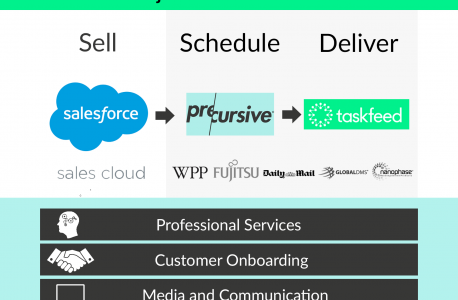 Sell Schedule Deliver
salesforce precursive taskfeed
sales cloud WPP FUJITSU Daily Mail GLOBALDMS nanophase
Professional Services
Customer Onboarding
Media and Communication